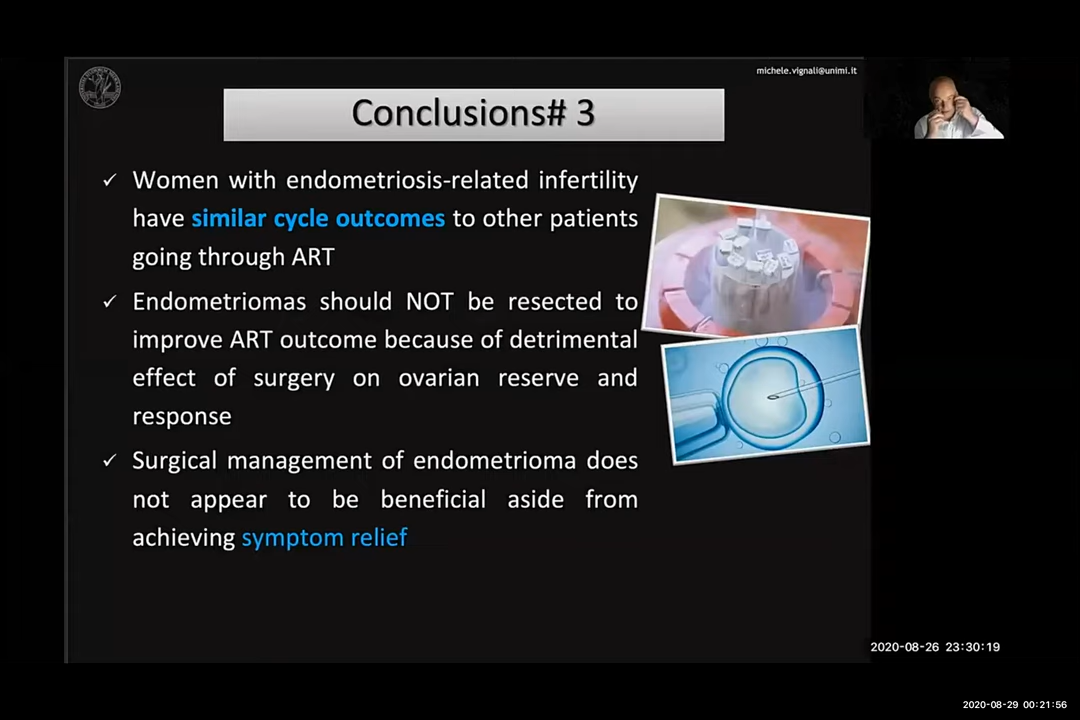 michele.vignali@unimi.it
Conclusions# 3
✓ Women with endometriosis-related infertility
have similar cycle outcomes to other patients
going through ART
✓ Endometriomas should NOT be resected to
improve ART outcome because of detrimental
effect of surgery on ovarian reserve and
response
✓ Surgical management of endometrioma does
not appear to be beneficial aside from
achieving symptom relief
2020-08-26 23:30:19
2020-08-29 00:21:56